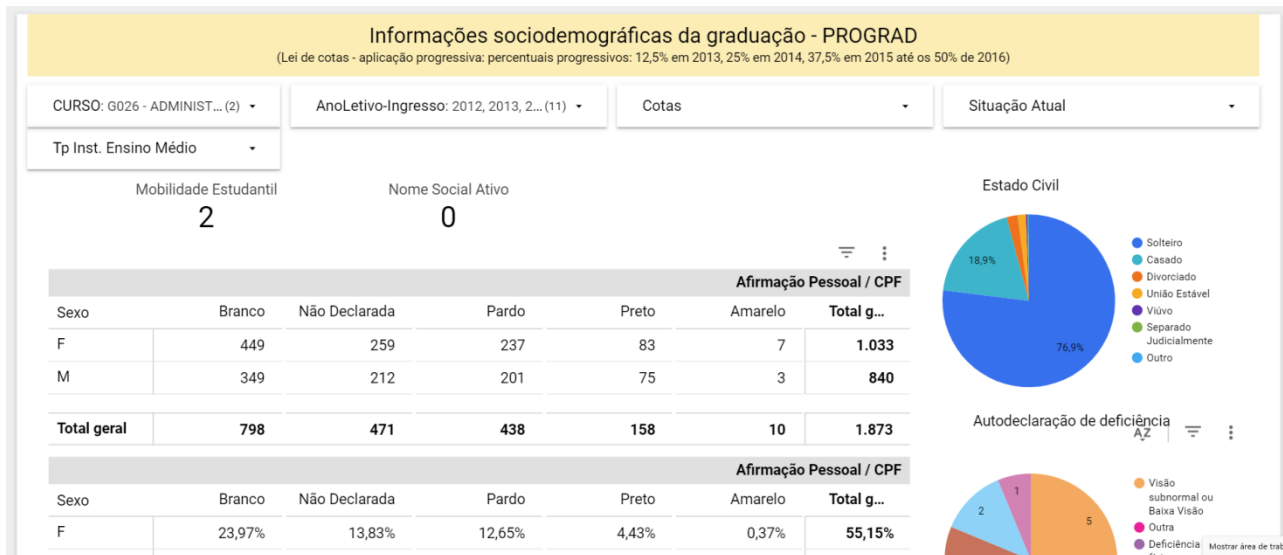 Informações sociodemográficas da graduação - PROGRAD
(Lei de cotas - aplicação progressiva: percentuais progressivos: 12,5% em 2013, 25% em 2014, 37,5% em 2015 até os 50% de 2016)
CURSO: G026 - ADMINIST... (2) AnoLetivo-Ingresso: 2012, 2013, 2... (11) Cotas Situação Atual
Tp Inst. Ensino Médio
Mobilidade Estudantil Nome Social Ativo
2 0
Afirmação Pessoal / CPF
Sexo Branco Não Declarada Pardo Preto Amarelo Total g...
F 449 259 237 83 7 1.033
M 349 212 201 75 3 840
Total geral 798 471 438 158 10 1.873
Afirmação Pessoal / CPF
Sexo Branco Não Declarada Pardo Preto Amarelo Total g...
F 23,97% 13,83% 12,65% 4,43% 0,37% 55,15%
Estado Civil
18,9%
76,9%
Solteiro
Casado
Divorciado
União Estável
Viúvo
Separado
Judicialmente
Outro
Autodeclaração de deficiência
AZ
1
2
5
Visão
subnormal ou
Baixa Visão
Outra
Deficiência
Mostrar área de trab